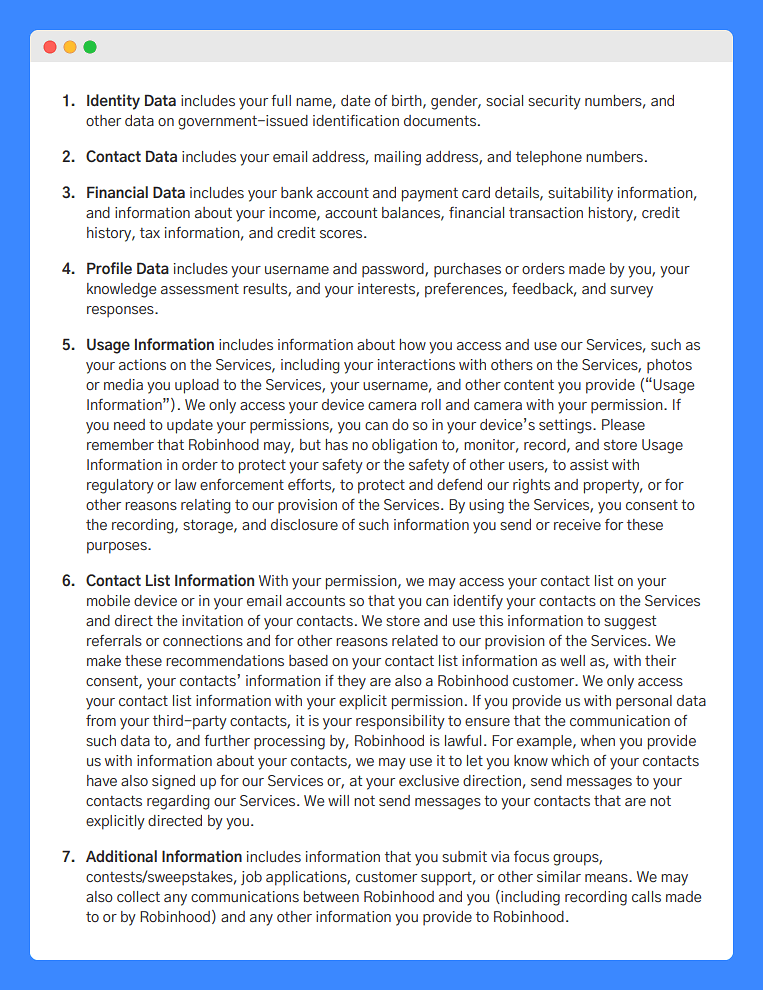 1. Identity Data includes your full name, date of birth, gender, social security numbers, and
other data on government-issued identification documents.
2. Contact Data includes your email address, mailing address, and telephone numbers.
3. Financial Data includes your bank account and payment card details, suitability information,
and information about your income, account balances, financial transaction history, credit
history, tax information, and credit scores.
4. Profile Data includes your username and password, purchases or orders made by you, your
knowledge assessment results, and your interests, preferences, feedback, and survey
responses.
5. Usage Information includes information about how you access and use our Services, such as
your actions on the Services, including your interactions with others on the Services, photos
or media you upload to the Services, your username, and other content you provide (“Usage
Information”). We only access your device camera roll and camera with your permission. If
you need to update your permissions, you can do so in your device’s settings. Please
remember that Robinhood may, but has no obligation to, monitor, record, and store Usage
Information in order to protect your safety or the safety of other users, to assist with
regulatory or law enforcement efforts, to protect and defend our rights and property, or for
other reasons relating to our provision of the Services. By using the Services, you consent to
the recording, storage, and disclosure of such information you send or receive for these
purposes.
6. Contact List Information With your permission, we may access your contact list on your
mobile device or in your email accounts so that you can identify your contacts on the Services
and direct the invitation of your contacts. We store and use this information to suggest
referrals or connections and for other reasons related to our provision of the Services. We
make these recommendations based on your contact list information as well as, with their
consent, your contacts’ information if they are also a Robinhood customer. We only access
your contact list information with your explicit permission. If you provide us with personal data
from your third-party contacts, it is your responsibility to ensure that the communication of
such data to, and further processing by, Robinhood is lawful. For example, when you provide
us with information about your contacts, we may use it to let you know which of your contacts
have also signed up for our Services or, at your exclusive direction, send messages to your
contacts regarding our Services. We will not send messages to your contacts that are not
explicitly directed by you.
7. Additional Information includes information that you submit via focus groups,
contests/sweepstakes, job applications, customer support, or other similar means. We may
also collect any communications between Robinhood and you (including recording calls made
to or by Robinhood) and any other information you provide to Robinhood.